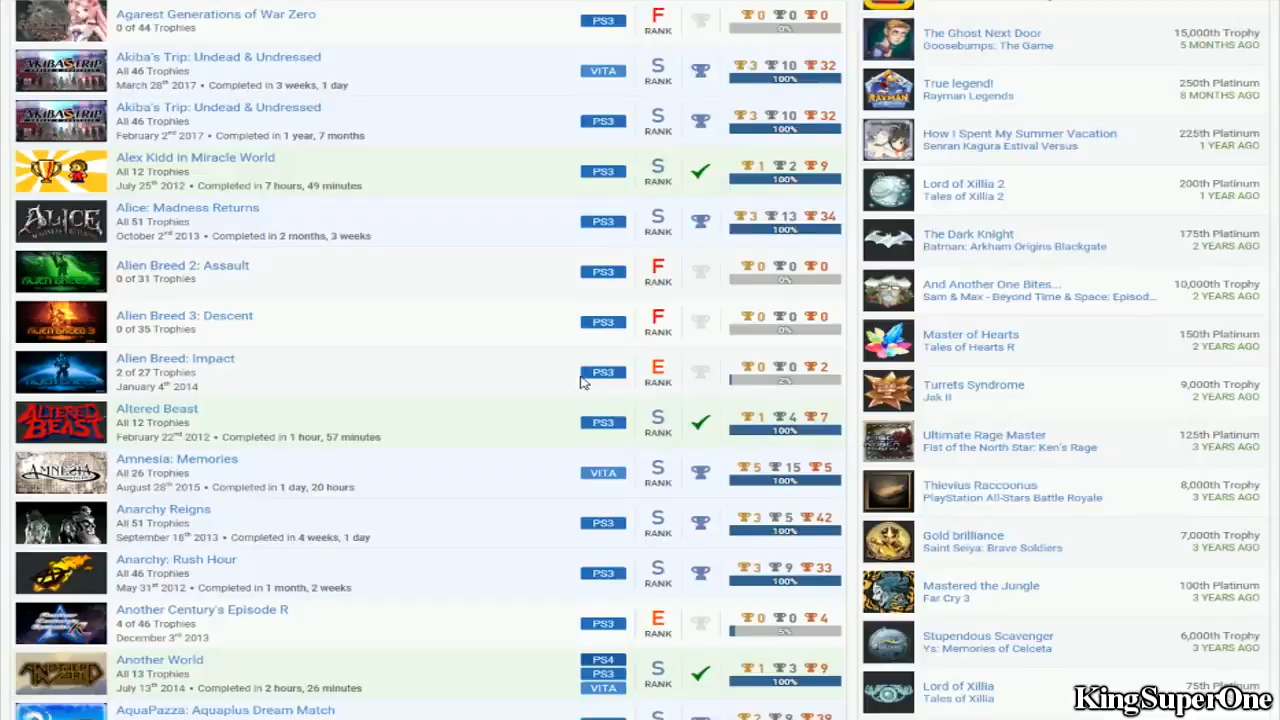 Agarest Generations of War Zero
0 of 44 Trophies
PS3
F
RANK
0 0 0
0%
AKIBA'S TRIP
Akiba's Trip: Undead & Undressed
All 46 Trophies
March 28th 2017 • Completed in 3 weeks, 1 day
VITA
S
RANK
3 10 32
100%
AKIBA'S TRIP
Akiba's Trip: Undead & Undressed
All 46 Trophies
February 2nd 2017 • Completed in 1 year, 7 months
PS3
S
RANK
3 10 32
100%
Alex Kidd in Miracle World
All 12 Trophies
July 25th 2012 • Completed in 7 hours, 49 minutes
PS3
S
RANK
1 2 9
100%
ALICE
Alice: Madness Returns
All 51 Trophies
October 2nd 2013 • Completed in 2 months, 3 weeks
PS3
S
RANK
3 13 34
100%
Alien Breed 2: Assault
0 of 31 Trophies
PS3
F
RANK
0 0 0
0%
ALIEN BREED 3
Alien Breed 3: Descent
0 of 35 Trophies
PS3
F
RANK
0 0 0
0%
Alien Breed: Impact
2 of 27 Trophies
January 4th 2014
PS3
E
RANK
0 0 2
2%
ALTERED BEAST
Altered Beast
All 12 Trophies
February 22nd 2012 • Completed in 1 hour, 57 minutes
PS3
S
RANK
1 4 7
100%
AMNESIA
Amnesia: Memories
All 26 Trophies
August 28th 2015 • Completed in 1 day, 20 hours
VITA
S
RANK
5 15 5
100%
Anarchy Reigns
All 51 Trophies
September 18th 2013 • Completed in 4 weeks, 1 day
PS3
S
RANK
3 5 42
100%
Anarchy: Rush Hour
All 46 Trophies
May 31st 2012 • Completed in 1 month, 2 weeks
PS3
S
RANK
3 9 33
100%
Another Century's Episode R
4 of 46 Trophies
December 3rd 2013
PS3
E
RANK
0 0 4
5%
ANOTHER WORLD
Another World
All 13 Trophies
July 13th 2014 • Completed in 2 hours, 26 minutes
PS4
PS3
VITA
S
RANK
1 3 9
100%
AquaPazza: Aquaplus Dream Match
The Ghost Next Door
Goosebumps: The Game
15,000th Trophy
5 MONTHS AGO
RAYMAN
True legend!
Rayman Legends
250th Platinum
8 MONTHS AGO
How I Spent My Summer Vacation
Senran Kagura Estival Versus
225th Platinum
1 YEAR AGO
Lord of Xillia 2
Tales of Xillia 2
200th Platinum
1 YEAR AGO
The Dark Knight
Batman: Arkham Origins Blackgate
175th Platinum
2 YEARS AGO
And Another One Bites...
Sam & Max - Beyond Time & Space: Episod...
10,000th Trophy
2 YEARS AGO
Master of Hearts
Tales of Hearts R
150th Platinum
2 YEARS AGO
Turrets Syndrome
Jak II
9,000th Trophy
2 YEARS AGO
Ultimate Rage Master
Fist of the North Star: Ken's Rage
125th Platinum
3 YEARS AGO
Thievius Raccoonus
PlayStation All-Stars Battle Royale
8,000th Trophy
3 YEARS AGO
Gold brilliance
Saint Seiya: Brave Soldiers
7,000th Trophy
3 YEARS AGO
Mastered the Jungle
Far Cry 3
100th Platinum
3 YEARS AGO
Stupendous Scavenger
Ys: Memories of Celceta
6,000th Trophy
3 YEARS AGO
Lord of Xillia
Tales of Xillia
75th Platinum
KingSuperOne